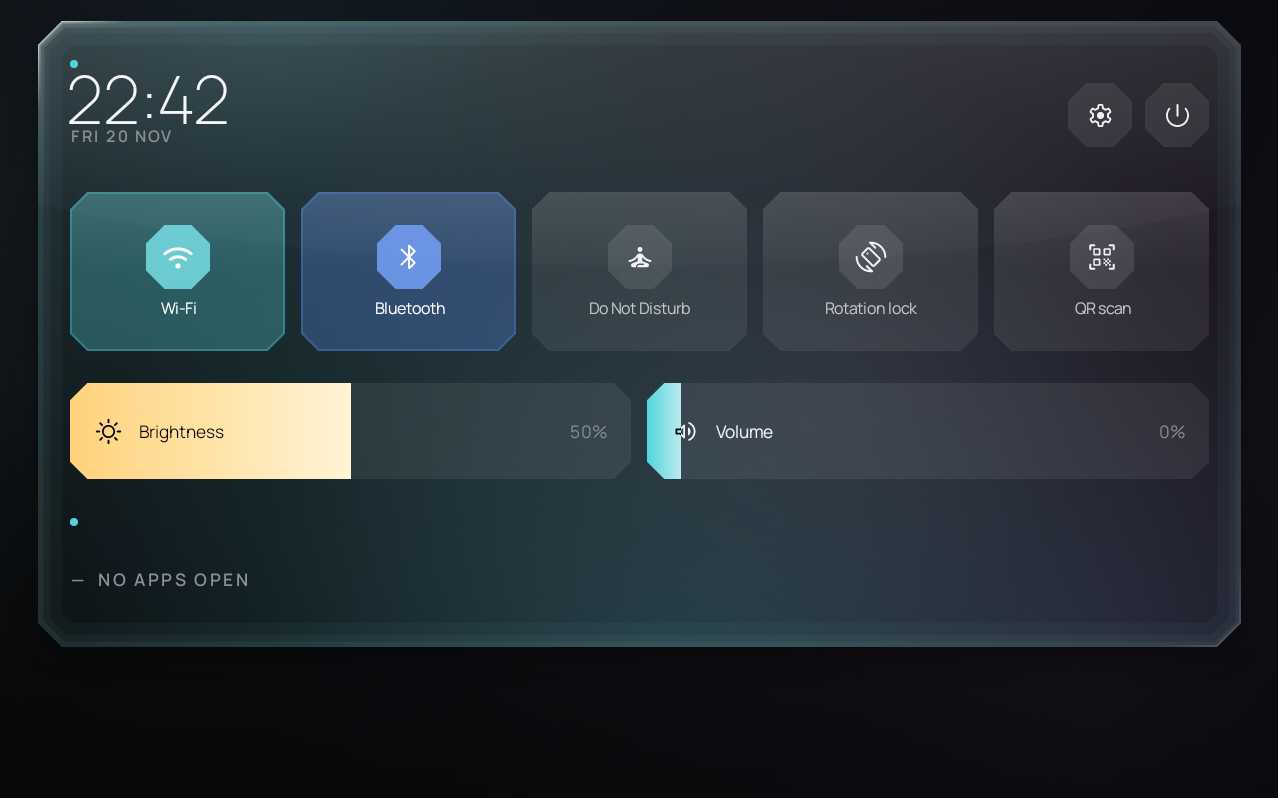 22:42
FRI 20 NOV
Wi-Fi
Bluetooth
Do Not Disturb
Rotation lock
QR scan
Brightness
50%
Volume
0%
— NO APPS OPEN